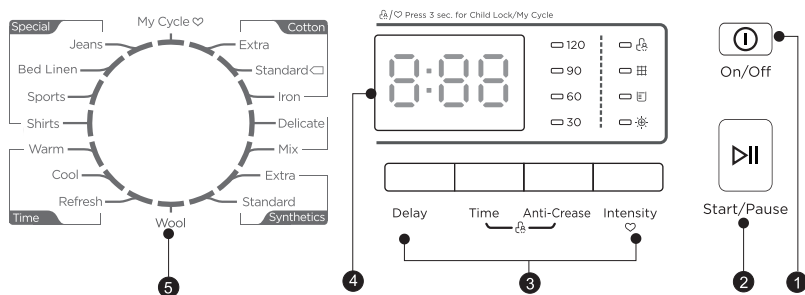 Special
My Cycle
Cotton
Jeans
Extra
Bed Linen
Standard
Sports
Iron
Shirts
Delicate
Warm
Mix
Cool
Extra
Refresh
Standard
Time
Wool
Synthetics
5
/ Press 3 sec. for Child Lock/My Cycle
8:88
120
90
60
30
Delay
Time
Anti-Crease
Intensity
4
3
On/Off
Start/Pause
2
1